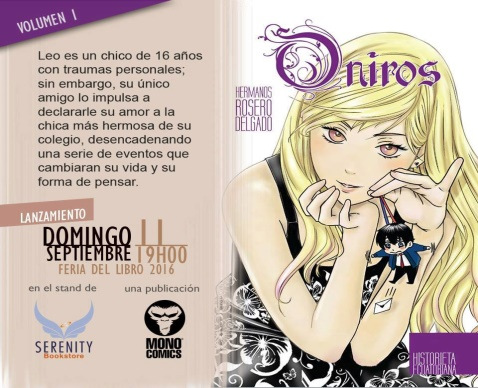 VOLUMEN I
Leo es un chico de 16 años
con traumas personales;
sin embargo, su único
amigo lo impulsa a
declararle su amor a la
chica más hermosa de su
colegio, desencadenando
una serie de eventos que
cambiaran su vida y su
forma de pensar.
LANZAMIENTO
DOMINGO 11
SEPTIEMBRE 19H00
FERIA DEL LIBRO 2016
en el stand de
SERENITY
Bookstore
una publicación
MONO
COMICS
Oniros
HERMANOS
ROSERO
DELGADO
HISTORIETA
ECUATORIANA